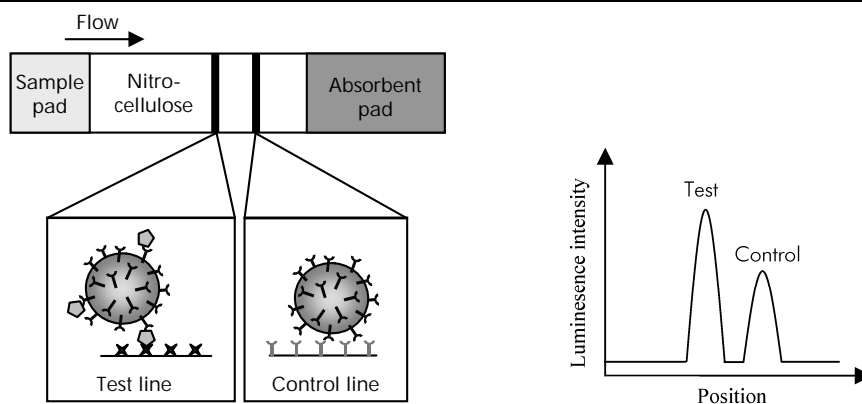 Flow
Sample
pad
Nitro-
cellulose
Absorbent
pad
Test line
Control line
Luminesence intensity
Test
Control
Position